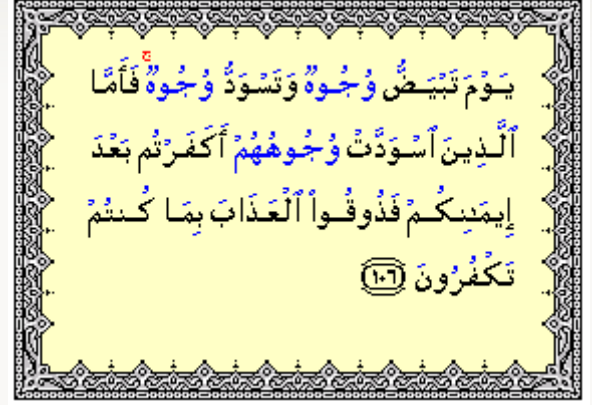 يَوْمَ تَبْيَضُّ وُجُوهٌ وَتَسْوَدُّ وُجُوهٌ ۚ فَأَمَّا
ٱلَّذِينَ ٱسْوَدَّتْ وُجُوهُهُمْ أَكَفَرْتُم بَعْدَ
إِيمَٰنِكُمْ فَذُوقُوا۟ ٱلْعَذَابَ بِمَا كُنتُمْ
تَكْفُرُونَ ١٠٦